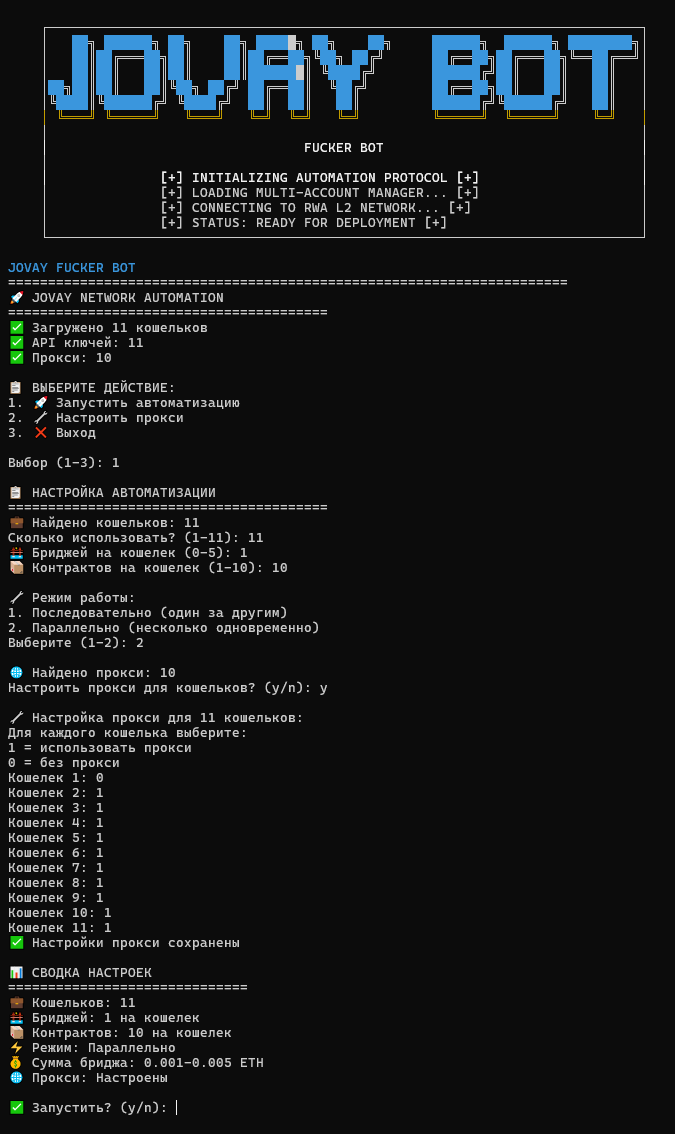 JOVAY BOT
FUCKER BOT
[+] INITIALIZING AUTOMATION PROTOCOL [+]
[+] LOADING MULTI-ACCOUNT MANAGER... [+]
[+] CONNECTING TO RWA L2 NETWORK... [+]
[+] STATUS: READY FOR DEPLOYMENT [+]
JOVAY FUCKER BOT
======================================================================
🚀 JOVAY NETWORK AUTOMATION
========================================
✅ Загружено 11 кошельков
✅ API ключей: 11
✅ Прокси: 10
📋 ВЫБЕРИТЕ ДЕЙСТВИЕ:
1. 🚀 Запустить автоматизацию
2. 🔧 Настроить прокси
3. ❌ Выход
Выбор (1-3): 1
📋 НАСТРОЙКА АВТОМАТИЗАЦИИ
========================================
💼 Найдено кошельков: 11
Сколько использовать? (1-11): 11
🌉 Бриджей на кошелек (0-5): 1
📦 Контрактов на кошелек (1-10): 10
🔧 Режим работы:
1. Последовательно (один за другим)
2. Параллельно (несколько одновременно)
Выберите (1-2): 2
🌐 Найдено прокси: 10
Настроить прокси для кошельков? (y/n): y
🔧 Настройка прокси для 11 кошельков:
Для каждого кошелька выберите:
1 = использовать прокси
0 = без прокси
Кошелек 1: 0
Кошелек 2: 1
Кошелек 3: 1
Кошелек 4: 1
Кошелек 5: 1
Кошелек 6: 1
Кошелек 7: 1
Кошелек 8: 1
Кошелек 9: 1
Кошелек 10: 1
Кошелек 11: 1
✅ Настройки прокси сохранены
📊 СВОДКА НАСТРОЕК
==============================
💼 Кошельков: 11
🌉 Бриджей: 1 на кошелек
📦 Контрактов: 10 на кошелек
⚡ Режим: Параллельно
💰 Сумма бриджа: 0.001-0.005 ETH
🌐 Прокси: Настроены
✅ Запустить? (y/n):